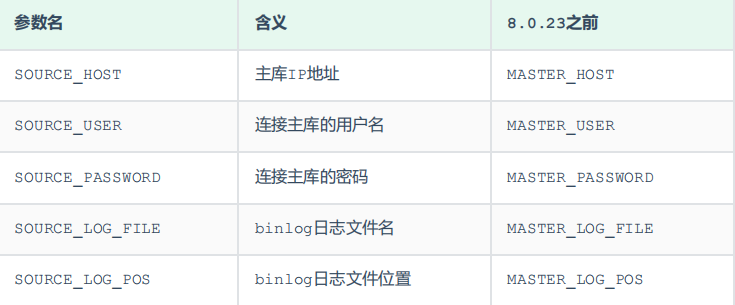 参数名 含义 8.0.23之前
SOURCE_HOST 主库IP地址 MASTER_HOST
SOURCE_USER 连接主库的用户名 MASTER_USER
SOURCE_PASSWORD 连接主库的密码 MASTER_PASSWORD
SOURCE_LOG_FILE binlog日志文件名 MASTER_LOG_FILE
SOURCE_LOG_POS binlog日志文件位置 MASTER_LOG_POS